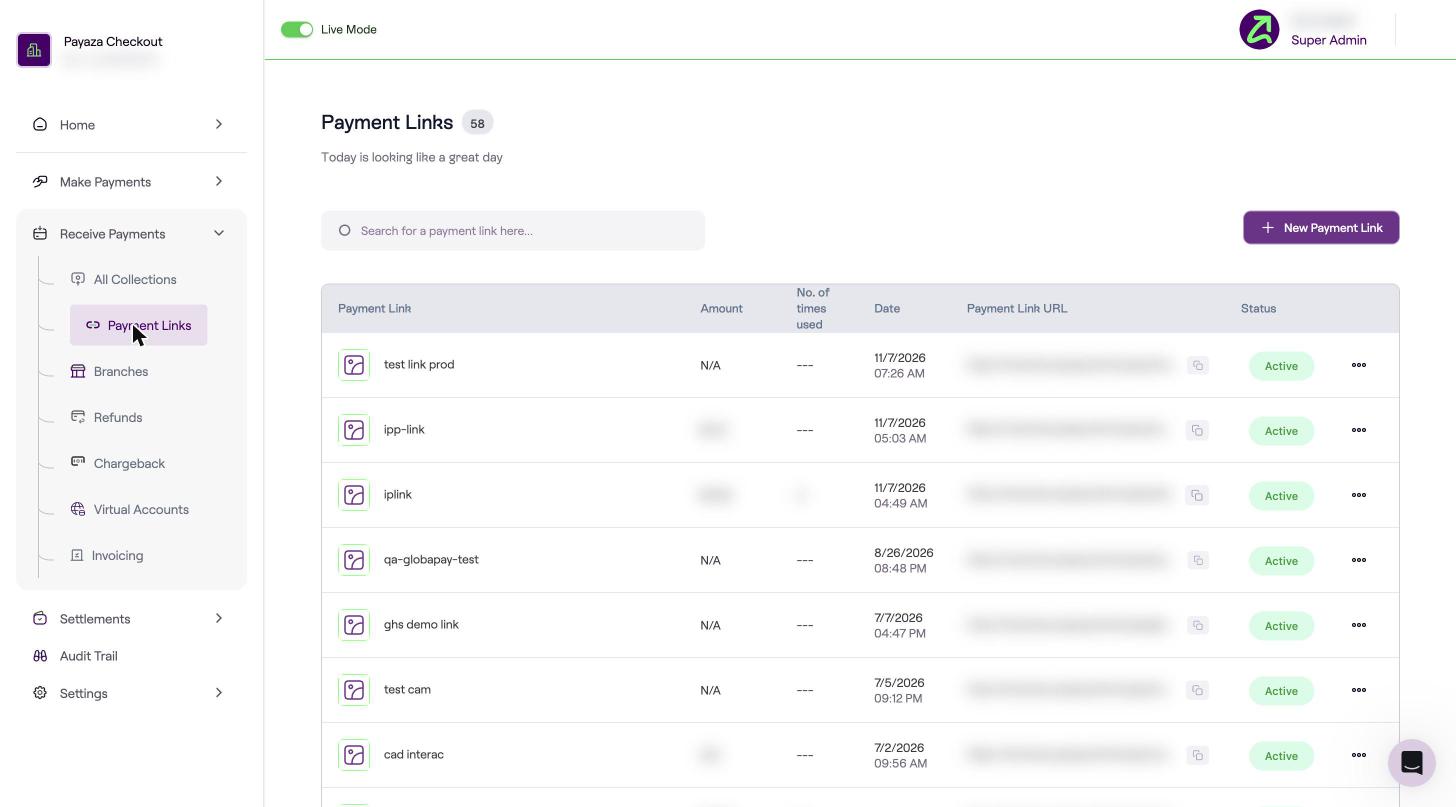 Payaza Checkout
Live Mode
Super Admin
Home
Make Payments
Receive Payments
All Collections
Payment Links
Branches
Refunds
Chargeback
Virtual Accounts
Invoicing
Settlements
Audit Trail
Settings
Payment Links 58
Today is looking like a great day
Search for a payment link here...
New Payment Link
Payment Link Amount No. of times used Date Payment Link URL Status
test link prod N/A --- 11/7/2026 07:26 AM Active
ipp-link --- 11/7/2026 05:03 AM Active
iplink 11/7/2026 04:49 AM Active
qa-globapay-test N/A --- 8/26/2026 08:48 PM Active
ghs demo link N/A --- 7/7/2026 04:47 PM Active
test cam N/A --- 7/5/2026 09:12 PM Active
cad interac --- 7/2/2026 09:56 AM Active